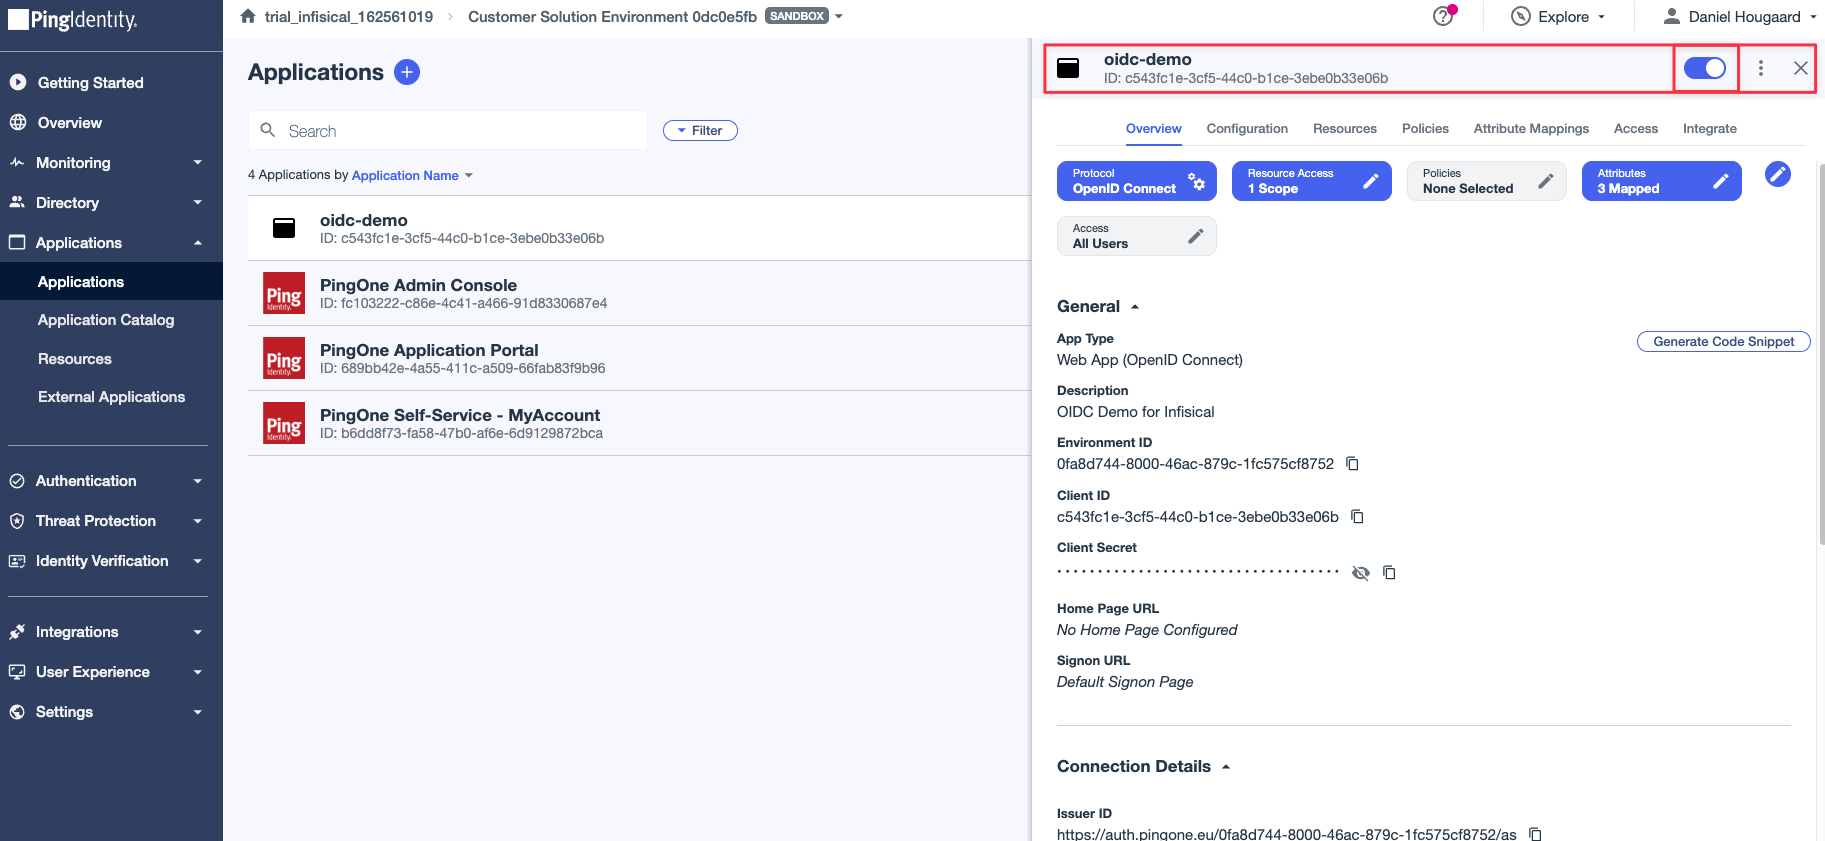 PingIdentity.
trial_infisical_162561019
Customer Solution Environment 0dc0e5fb
SANDBOX
Explore
Daniel Hougaard
Getting Started
Overview
Monitoring
Directory
Applications
Applications
Application Catalog
Resources
External Applications
Authentication
Threat Protection
Identity Verification
Integrations
User Experience
Settings
Applications
Search
Filter
4 Applications by Application Name
oidc-demo
ID: c543fc1e-3cf5-44c0-b1ce-3ebe0b33e06b
Ping
Identity.
PingOne Admin Console
ID: fc103222-c86e-4c41-a466-91d8330687e4
Ping
Identity.
PingOne Application Portal
ID: 689bb42e-4a55-411c-a509-66fab83f9b96
Ping
Identity.
PingOne Self-Service - MyAccount
ID: b6dd8f73-fa58-47b0-af6e-6d9129872bca
oidc-demo
ID: c543fc1e-3cf5-44c0-b1ce-3ebe0b33e06b
Overview
Configuration
Resources
Policies
Attribute Mappings
Access
Integrate
Protocol
OpenID Connect
Resource Access
1 Scope
Policies
None Selected
Attributes
3 Mapped
Access
All Users
General
App Type
Web App (OpenID Connect)
Generate Code Snippet
Description
OIDC Demo for Infisical
Environment ID
0fa8d744-8000-46ac-879c-1fc575cf8752
Client ID
c543fc1e-3cf5-44c0-b1ce-3ebe0b33e06b
Client Secret
Home Page URL
No Home Page Configured
Signon URL
Default Signon Page
Connection Details
Issuer ID
https://auth.pingone.eu/0fa8d744-8000-46ac-879c-1fc575cf8752/as